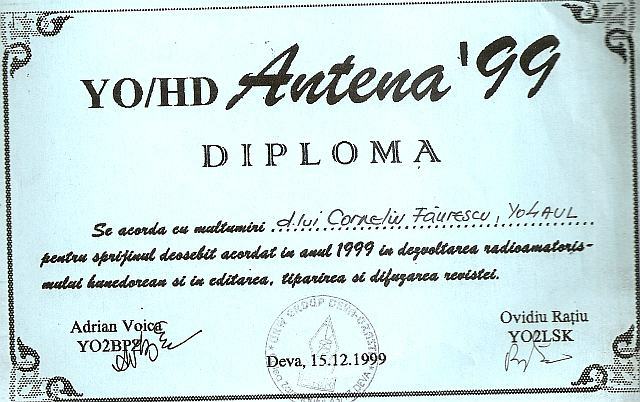 YO/HD Antena '99
DIPLOMA
Se acorda cu multumiri d-lui Corneliu Făurescu, YO4AUL
pentru sprijinul deosebit acordat in anul 1999 in dezvoltarea radioamatoris-
mului hunedorean si in editarea, tiparirea si difuzarea revistei.
Adrian Voica
YO2BPZ
Ovidiu Rațiu
YO2LSK
Deva, 15.12.1999